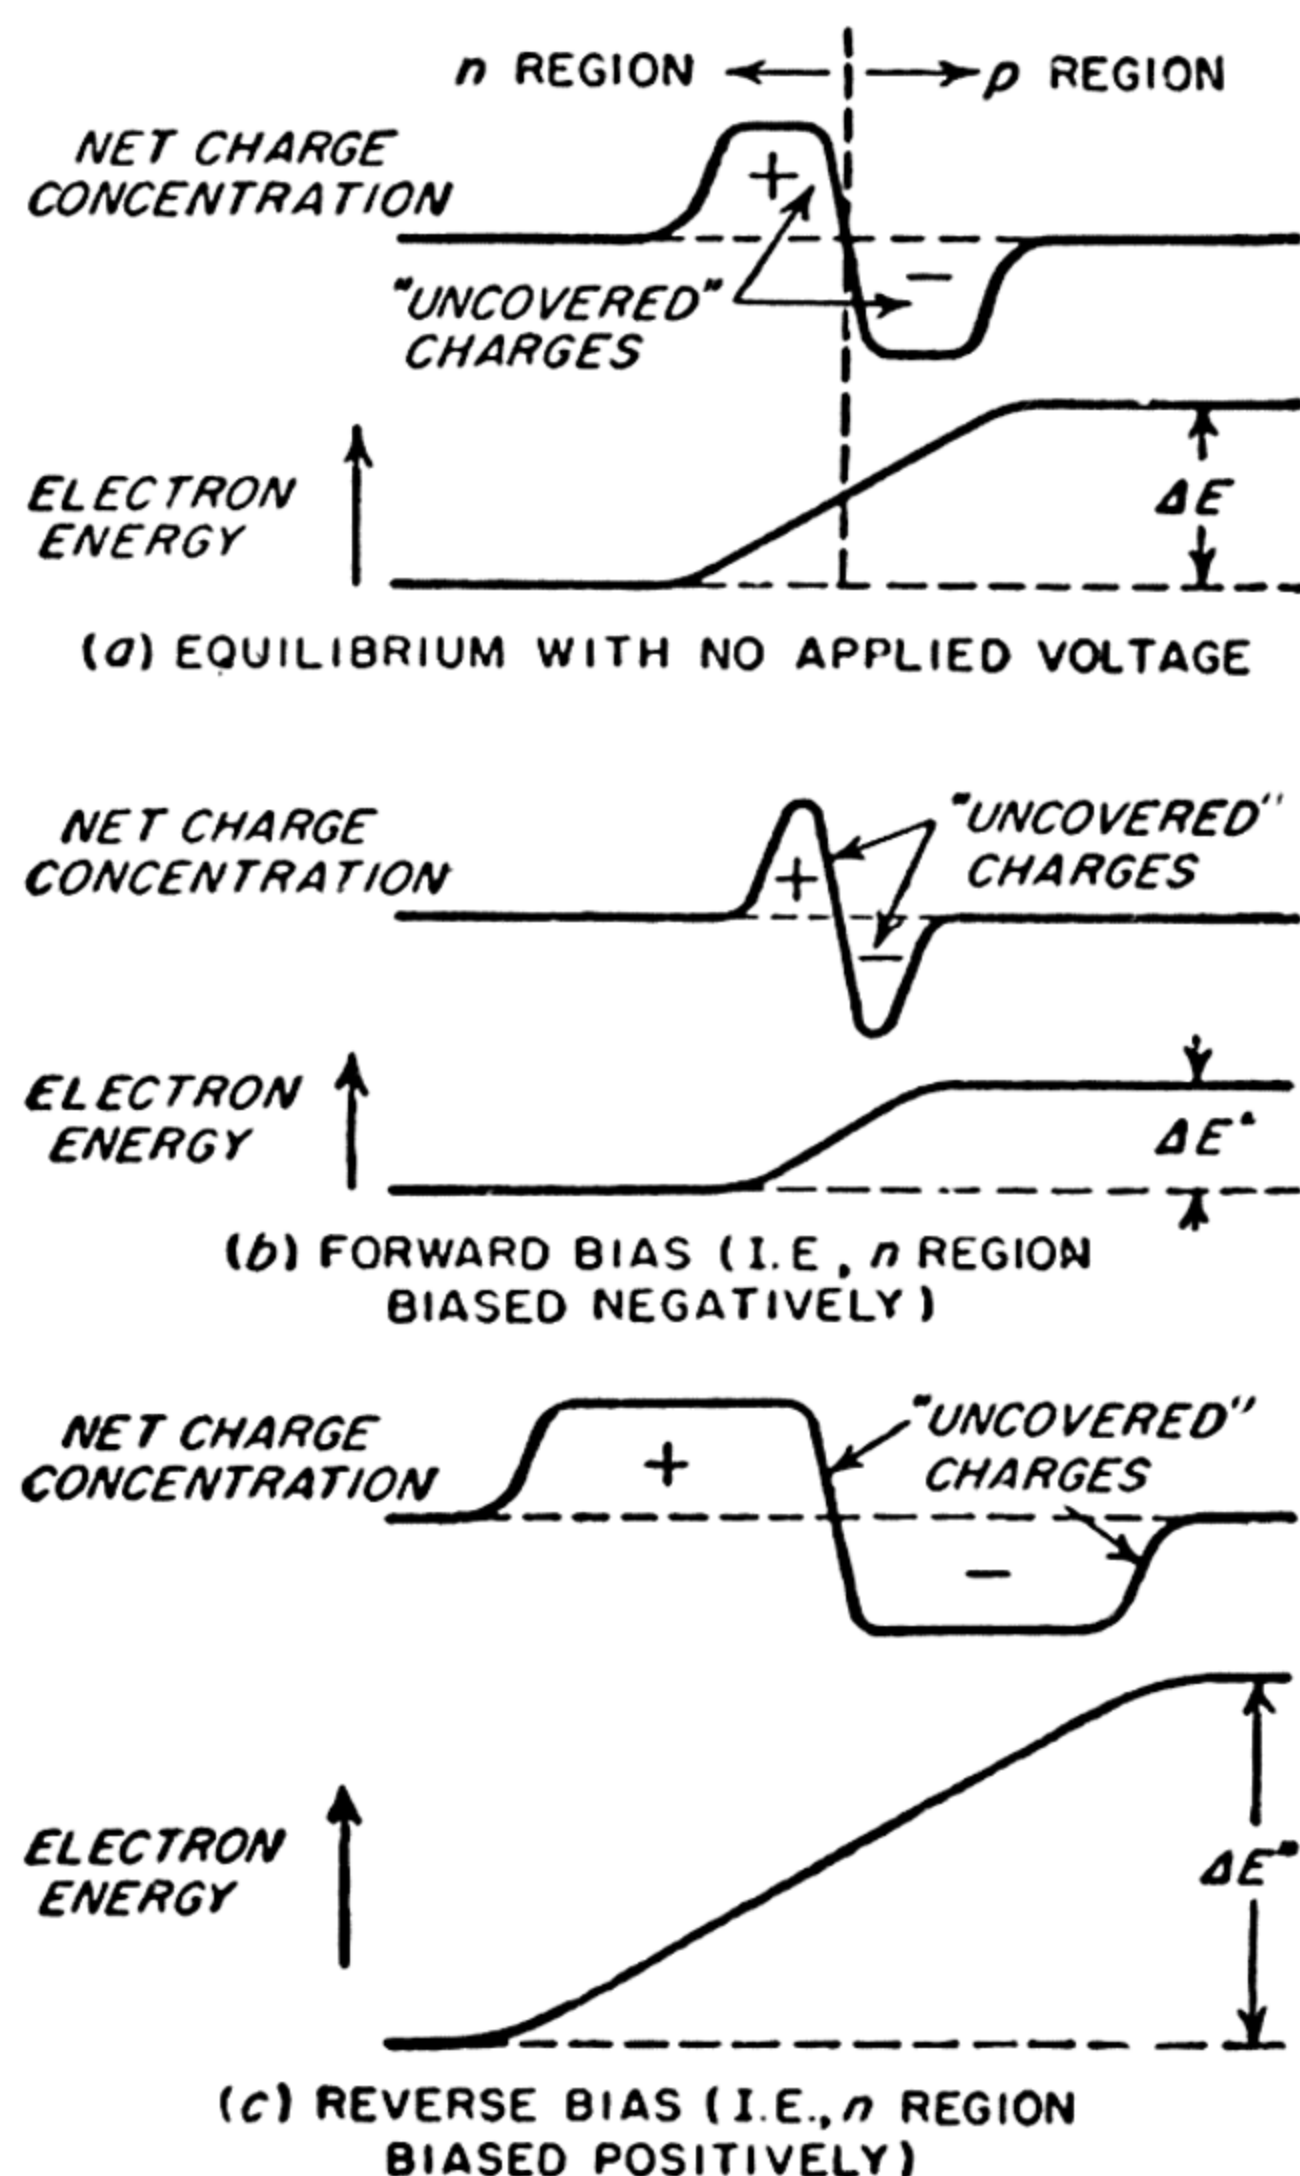 n REGION ← → p REGION
NET CHARGE
CONCENTRATION
+
−
"UNCOVERED"
CHARGES
ELECTRON
ENERGY
ΔE
(a) EQUILIBRIUM WITH NO APPLIED VOLTAGE
NET CHARGE
CONCENTRATION
"UNCOVERED"
CHARGES
+
−
ELECTRON
ENERGY
ΔE'
(b) FORWARD BIAS (I.E, n REGION
BIASED NEGATIVELY)
NET CHARGE
CONCENTRATION
"UNCOVERED"
CHARGES
+
−
ELECTRON
ENERGY
ΔE"
(c) REVERSE BIAS (I.E., n REGION
BIASED POSITIVELY)